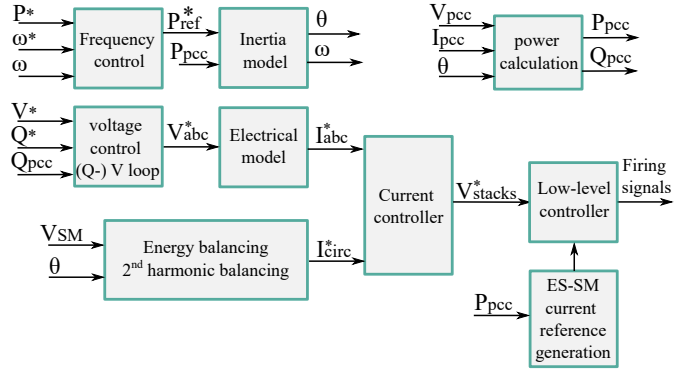 P*
ω*
ω
Frequency
control
P*ref
Ppcc
Inertia
model
θ
ω
Vpcc
Ipcc
θ
power
calculation
Ppcc
Qpcc
V*
Q*
Qpcc
voltage
control
(Q-) V loop
V*abc
Electrical
model
I*abc
Current
controller
V*stacks
Low-level
controller
Firing
signals
VSM
θ
Energy balancing
2nd harmonic balancing
I*circ
Ppcc
ES-SM
current
reference
generation